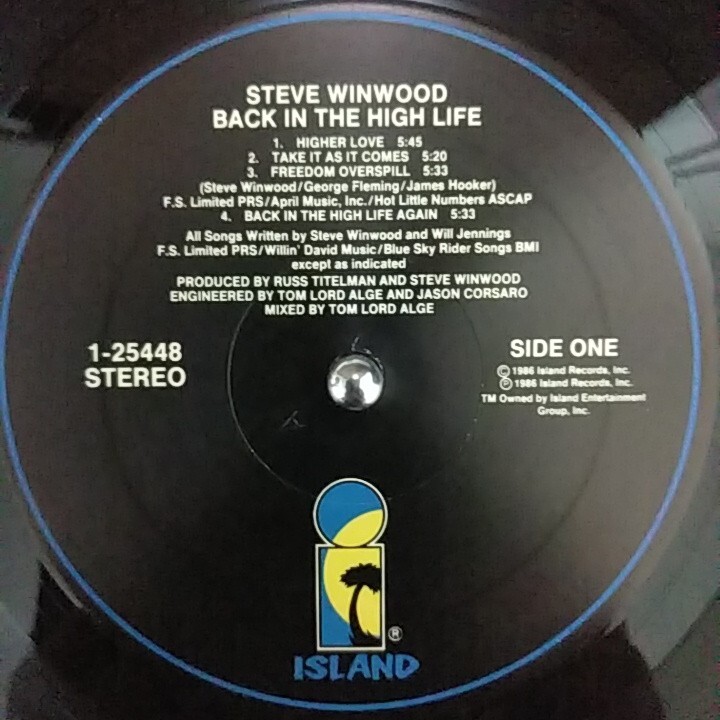 STEVE WINWOOD
BACK IN THE HIGH LIFE
1. HIGHER LOVE 5:45
2. TAKE IT AS IT COMES 5:20
3. FREEDOM OVERSPILL 5:33
(Steve Winwood/George Fleming/James Hooker)
F.S. Limited PRS/April Music, Inc./Hot Little Numbers ASCAP
4. BACK IN THE HIGH LIFE AGAIN 5:33
All Songs Written by Steve Winwood and Will Jennings
F.S. Limited PRS/Willin' David Music/Blue Sky Rider Songs BMI
except as indicated
PRODUCED BY RUSS TITELMAN AND STEVE WINWOOD
ENGINEERED BY TOM LORD ALGE AND JASON CORSARO
MIXED BY TOM LORD ALGE
1-25448
STEREO
SIDE ONE
© 1986 Island Records, Inc.
℗ 1986 Island Records, Inc.
TM Owned by Island Entertainment
Group, Inc.
®
ISLAND